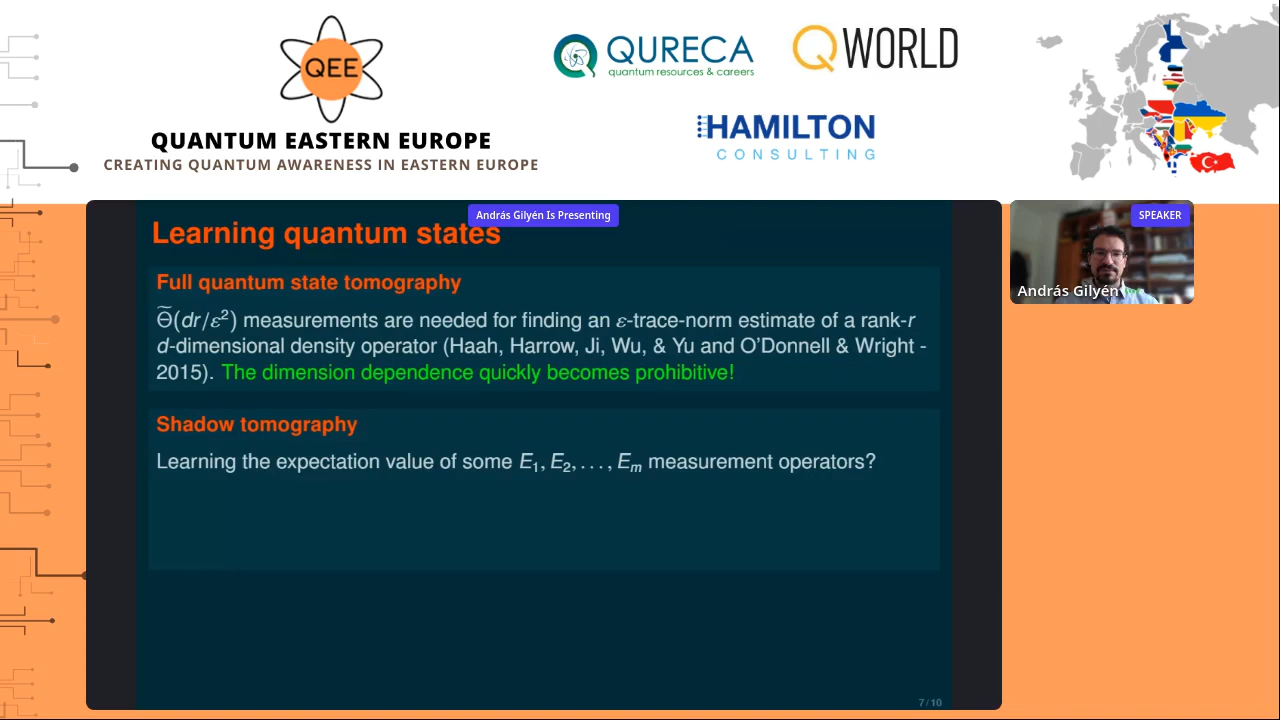 QEE
QUANTUM EASTERN EUROPE
CREATING QUANTUM AWARENESS IN EASTERN EUROPE
QURECA
quantum resources & careers
QWORLD
HAMILTON
CONSULTING
András Gilyén Is Presenting
SPEAKER
András Gilyén
Learning quantum states
Full quantum state tomography
Θ̃(dr/ε²) measurements are needed for finding an ε-trace-norm estimate of a rank-r
d-dimensional density operator (Haah, Harrow, Ji, Wu, & Yu and O'Donnell & Wright -
2015). The dimension dependence quickly becomes prohibitive!
Shadow tomography
Learning the expectation value of some E₁, E₂, . . . , Eₘ measurement operators?
7 / 10